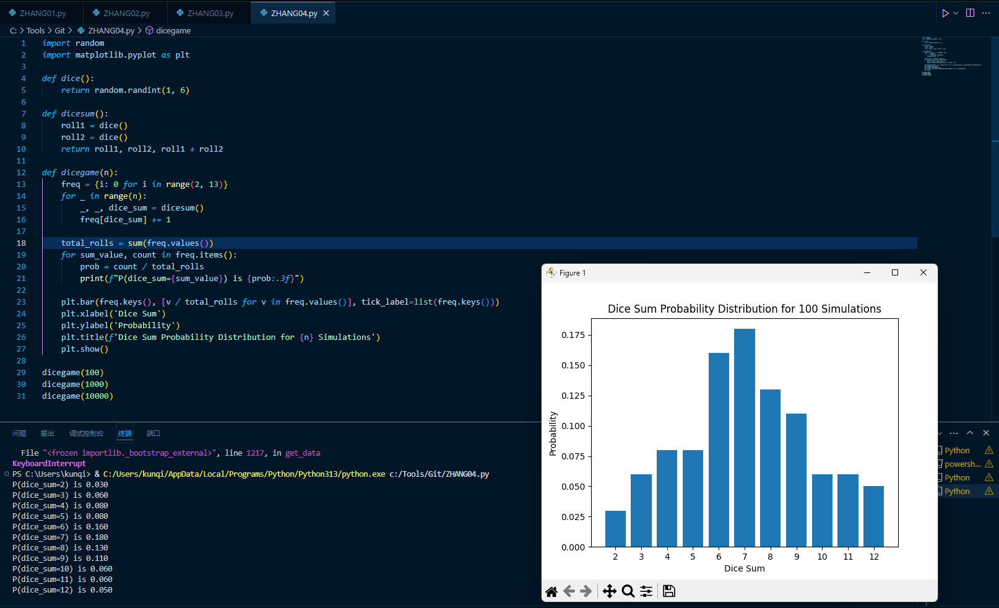 ZHANG01.py
ZHANG02.py
ZHANG03.py
ZHANG04.py
C: > Tools > Git > ZHANG04.py > dicegame
1 import random
2 import matplotlib.pyplot as plt
3
4 def dice():
5 return random.randint(1, 6)
6
7 def dicesum():
8 roll1 = dice()
9 roll2 = dice()
10 return roll1, roll2, roll1 + roll2
11
12 def dicegame(n):
13 freq = {i: 0 for i in range(2, 13)}
14 for _ in range(n):
15 _, _, dice_sum = dicesum()
16 freq[dice_sum] += 1
17
18 total_rolls = sum(freq.values())
19 for sum_value, count in freq.items():
20 prob = count / total_rolls
21 print(f"P(dice_sum={sum_value}) is {prob:.3f}")
22
23 plt.bar(freq.keys(), [v / total_rolls for v in freq.values()], tick_label=list(freq.keys()))
24 plt.xlabel('Dice Sum')
25 plt.ylabel('Probability')
26 plt.title(f'Dice Sum Probability Distribution for {n} Simulations')
27 plt.show()
28
29 dicegame(100)
30 dicegame(1000)
31 dicegame(10000)
问题 输出 调试控制台 终端 端口
File "<frozen importlib._bootstrap_external>", line 1217, in get_data
KeyboardInterrupt
PS C:\Users\kunqi> & C:/Users/kunqi/AppData/Local/Programs/Python/Python313/python.exe c:/Tools/Git/ZHANG04.py
P(dice_sum=2) is 0.030
P(dice_sum=3) is 0.060
P(dice_sum=4) is 0.080
P(dice_sum=5) is 0.080
P(dice_sum=6) is 0.160
P(dice_sum=7) is 0.180
P(dice_sum=8) is 0.130
P(dice_sum=9) is 0.110
P(dice_sum=10) is 0.060
P(dice_sum=11) is 0.060
P(dice_sum=12) is 0.050
Figure 1
Dice Sum Probability Distribution for 100 Simulations
0.175
0.150
0.125
0.100
0.075
0.050
0.025
0.000
Probability
2 3 4 5 6 7 8 9 10 11 12
Dice Sum
Python
powersh...
Python
Python